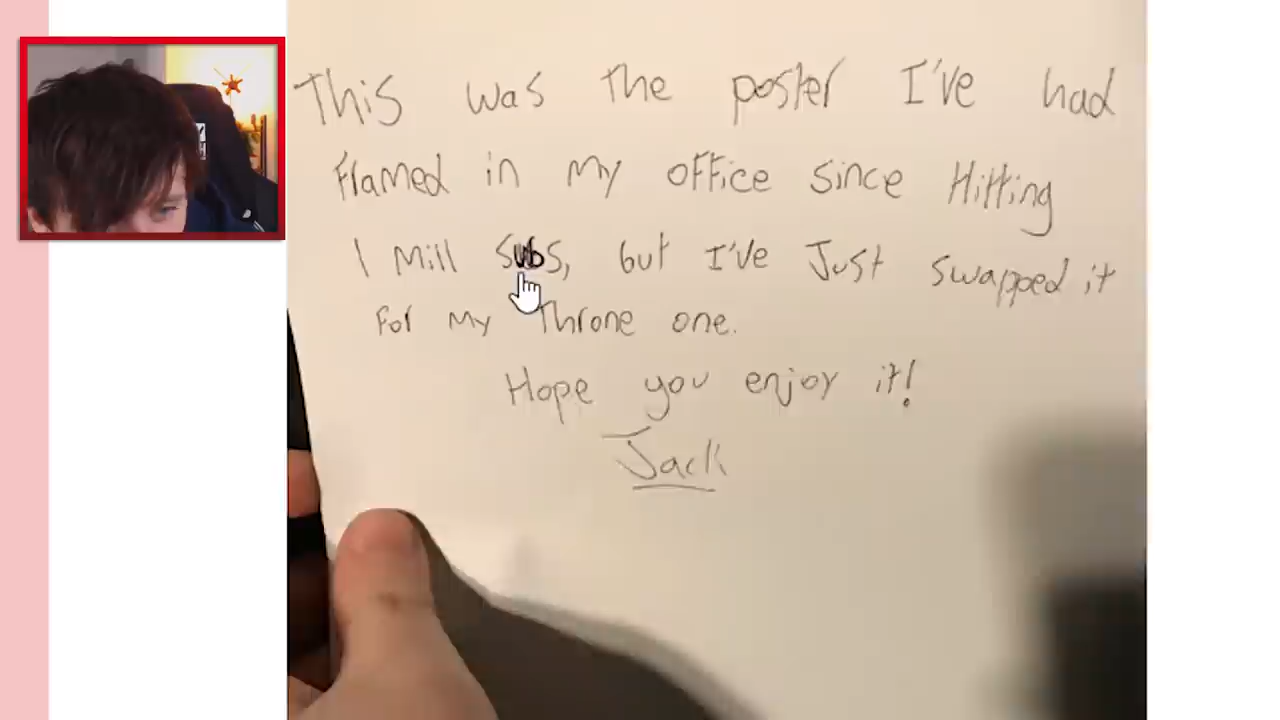 This was the poster I've had
framed in my office since Hitting
1 Mill subs, but I've Just swapped it
for my Throne one.
Hope you enjoy it!
Jack